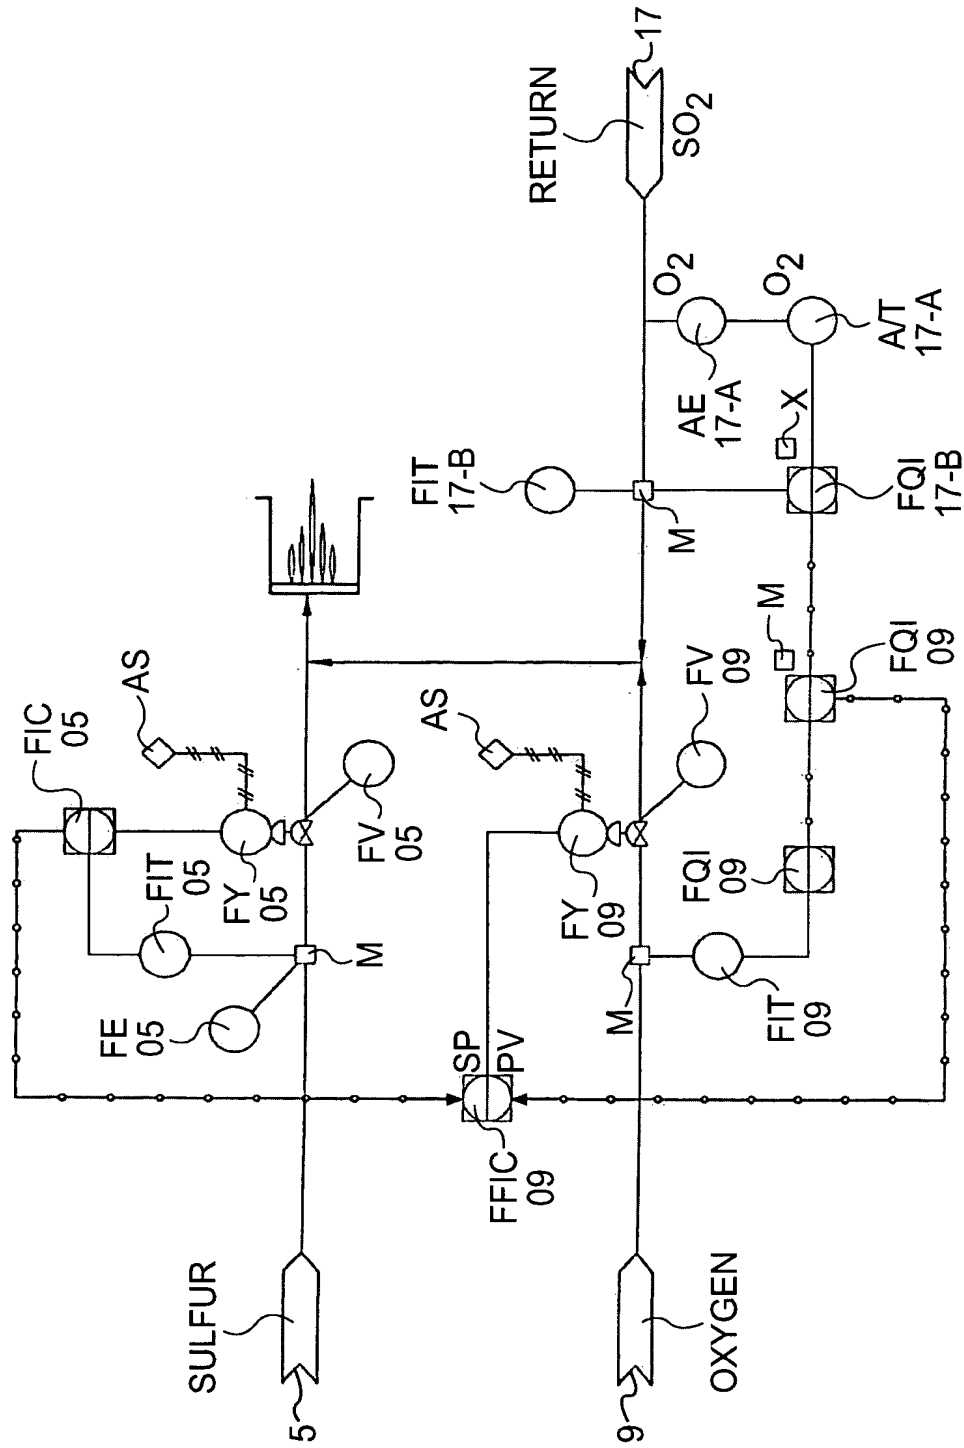 SULFUR
5
FE
05
FIT
05
FIC
05
FY
05
AS
FV
05
M
FFIC
09
SP
PV
OXYGEN
9
M
FIT
09
FY
09
AS
FV
09
FQI
09
FQI
09
M
FIT
17-B
M
FQI
17-B
X
AE
17-A
O2
O2
A/T
17-A
RETURN
SO2
17